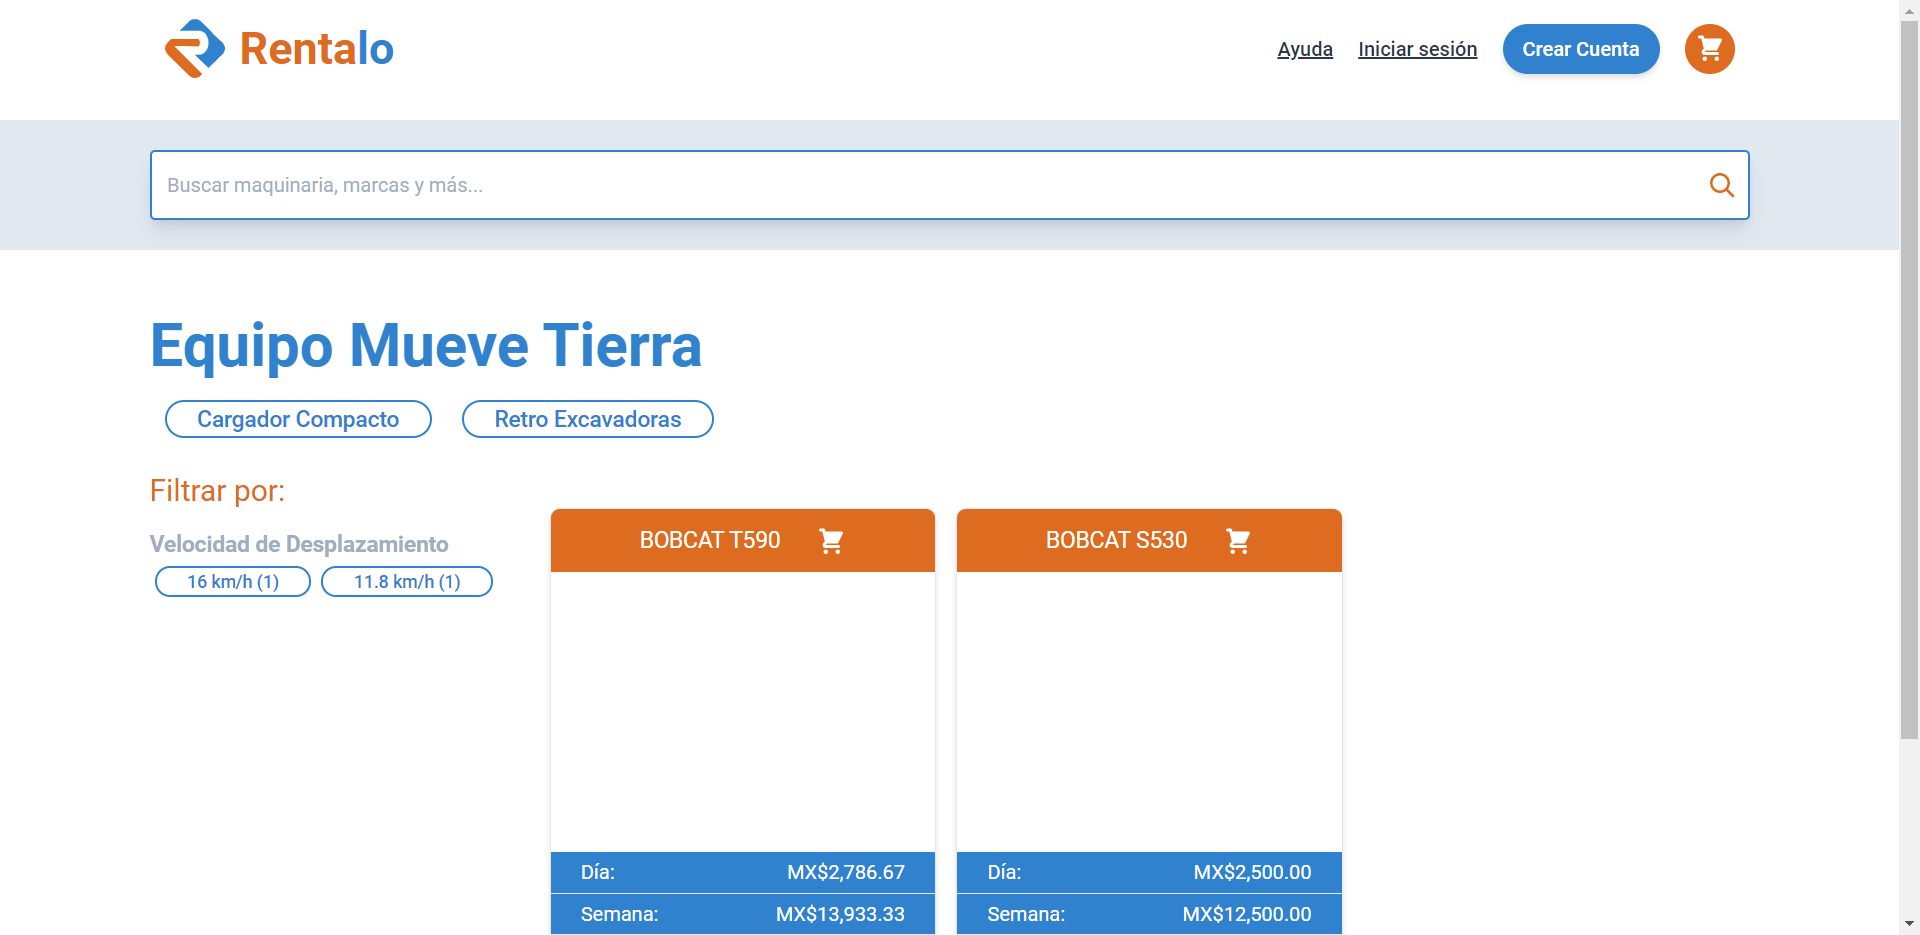 Rentalo
Ayuda
Iniciar sesión
Crear Cuenta
Buscar maquinaria, marcas y más...
Equipo Mueve Tierra
Cargador Compacto
Retro Excavadoras
Filtrar por:
Velocidad de Desplazamiento
16 km/h (1)
11.8 km/h (1)
BOBCAT T590
Día: MX$2,786.67
Semana: MX$13,933.33
BOBCAT S530
Día: MX$2,500.00
Semana: MX$12,500.00